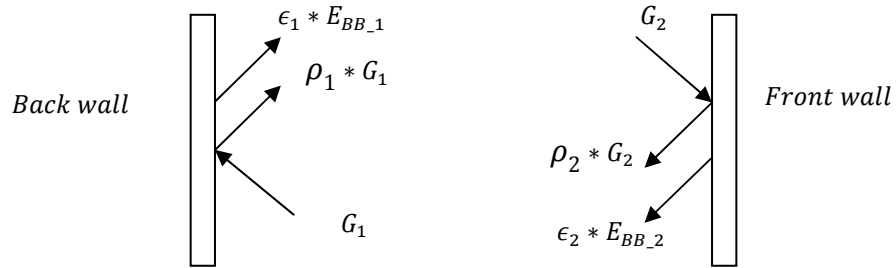 ϵ₁ * E_BB_1
ρ₁ * G₁
Back wall
G₁
G₂
Front wall
ρ₂ * G₂
ϵ₂ * E_BB_2